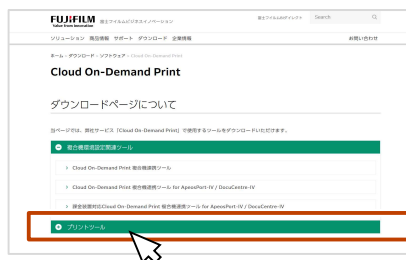 FUJIFILM 富士フイルムビジネスイノベーション
Value from Innovation
富士フイルムのリンク Search
ソリューション 商品情報 サポート ダウンロード 企業情報 お問い合わせ
ホーム > ダウンロード > ソフトウェア > Cloud On-Demand Print
Cloud On-Demand Print
ダウンロードページについて
当ページでは、弊社サービス「Cloud On-Demand Print」で使用するツールをダウンロードいただけます。
複合機環境設定関連ツール
> Cloud On-Demand Print 複合機連携ツール
> Cloud On-Demand Print 複合機連携ツール for ApeosPort-IV / DocuCentre-IV
> 課金装置対応Cloud On-Demand Print 複合機連携ツール for ApeosPort-IV / DocuCentre-IV
プリントツール